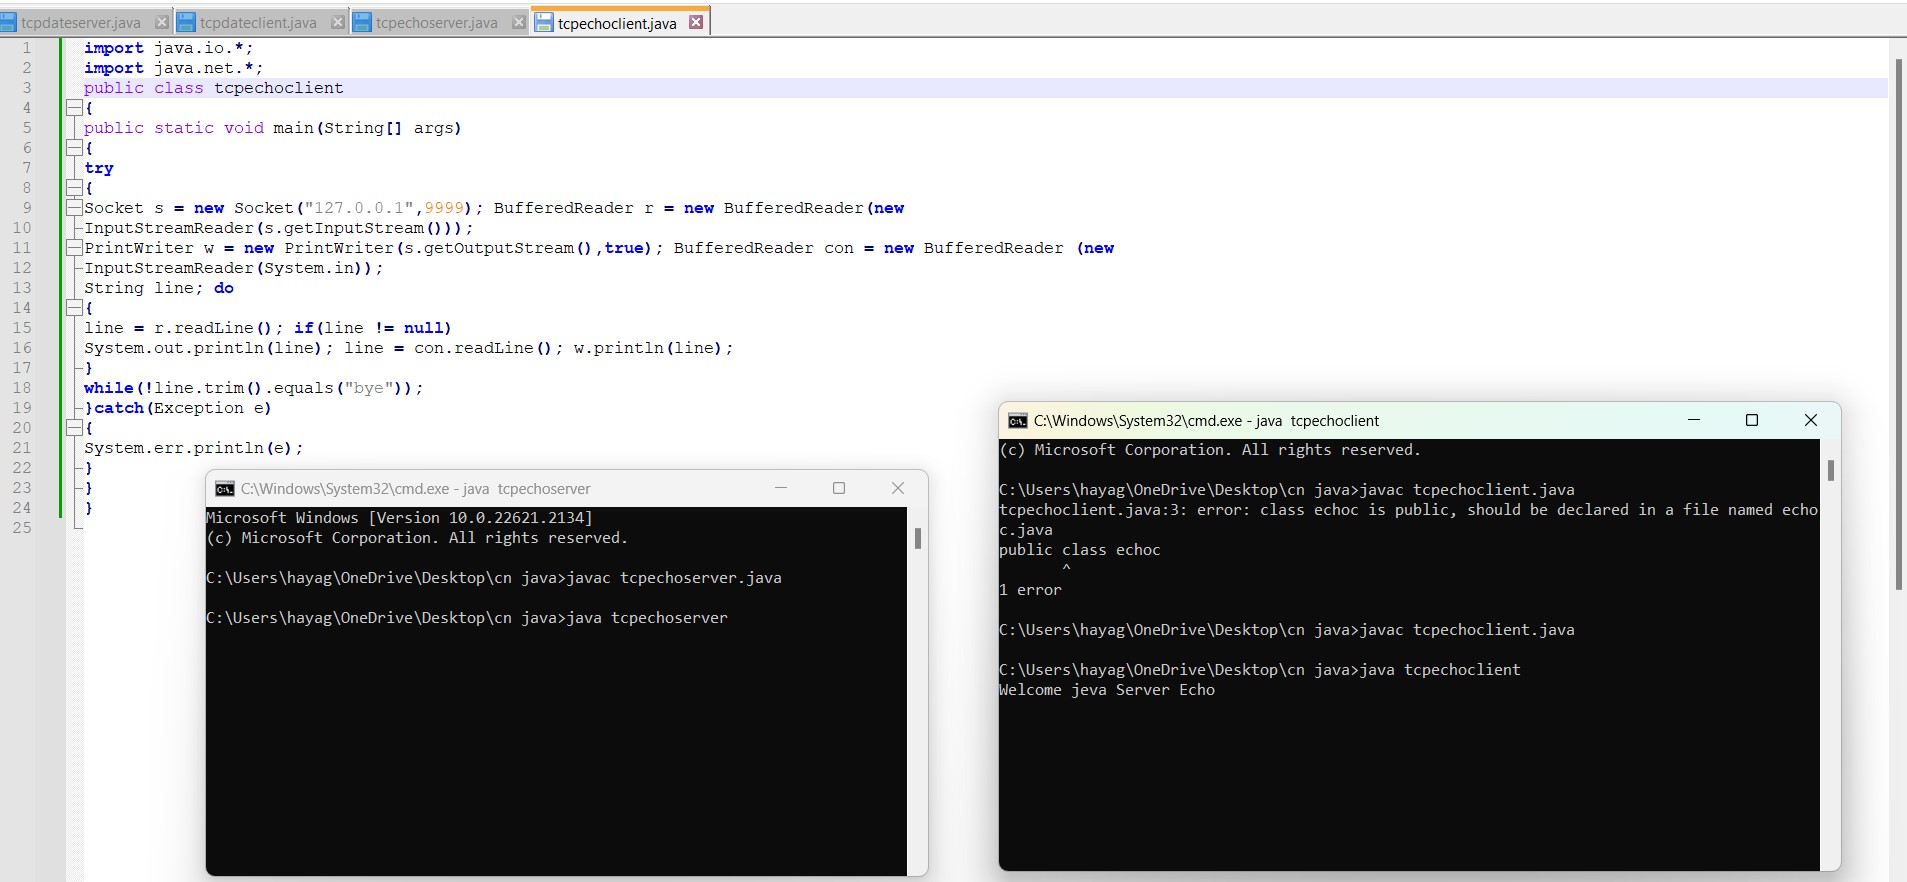 tcpdateserver.java tcpdateclient.java tcpechoserver.java tcpechoclient.java
1 import java.io.*;
2 import java.net.*;
3 public class tcpechoclient
4 {
5 public static void main(String[] args)
6 {
7 try
8 {
9 Socket s = new Socket("127.0.0.1",9999); BufferedReader r = new BufferedReader(new
10 InputStreamReader(s.getInputStream()));
11 PrintWriter w = new PrintWriter(s.getOutputStream(),true); BufferedReader con = new BufferedReader (new
12 InputStreamReader(System.in));
13 String line; do
14 {
15 line = r.readLine(); if(line != null)
16 System.out.println(line); line = con.readLine(); w.println(line);
17 }
18 while(!line.trim().equals("bye"));
19 }catch(Exception e)
20 {
21 System.err.println(e);
22 }
23 }
24 }
25
C:\Windows\System32\cmd.exe - java  tcpechoserver
Microsoft Windows [Version 10.0.22621.2134]
(c) Microsoft Corporation. All rights reserved.
C:\Users\hayag\OneDrive\Desktop\cn java>javac tcpechoserver.java
C:\Users\hayag\OneDrive\Desktop\cn java>java tcpechoserver
C:\Windows\System32\cmd.exe - java  tcpechoclient
(c) Microsoft Corporation. All rights reserved.
C:\Users\hayag\OneDrive\Desktop\cn java>javac tcpechoclient.java
tcpechoclient.java:3: error: class echoc is public, should be declared in a file named echo
c.java
public class echoc
^
1 error
C:\Users\hayag\OneDrive\Desktop\cn java>javac tcpechoclient.java
C:\Users\hayag\OneDrive\Desktop\cn java>java tcpechoclient
Welcome jeva Server Echo